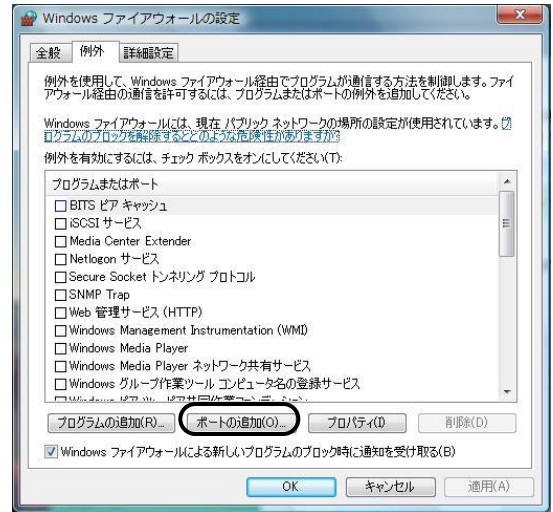 Windows ファイアウォールの設定
全般
例外
詳細設定
例外を使用して、Windows ファイアウォール経由でプログラムが通信する方法を制御します。ファイ
アウォール経由の通信を許可するには、プログラムまたはポートの例外を追加してください。
Windows ファイアウォールには、現在 パブリック ネットワークの場所の設定が使用されています。プ
ログラムのブロックを解除するとどのような危険性がありますか?
例外を有効にするには、チェック ボックスをオンにしてください(T):
プログラムまたはポート
BITS ピア キャッシュ
iSCSI サービス
Media Center Extender
Netlogon サービス
Secure Socket トンネリング プロトコル
SNMP Trap
Web 管理サービス (HTTP)
Windows Management Instrumentation (WMI)
Windows Media Player
Windows Media Player ネットワーク共有サービス
Windows グループ作業ツール コンピュータ名の登録サービス
プログラムの追加(R)...
ポートの追加(O)...
プロパティ(I)
削除(D)
Windows ファイアウォールによる新しいプログラムのブロック時に通知を受け取る(B)
OK
キャンセル
適用(A)